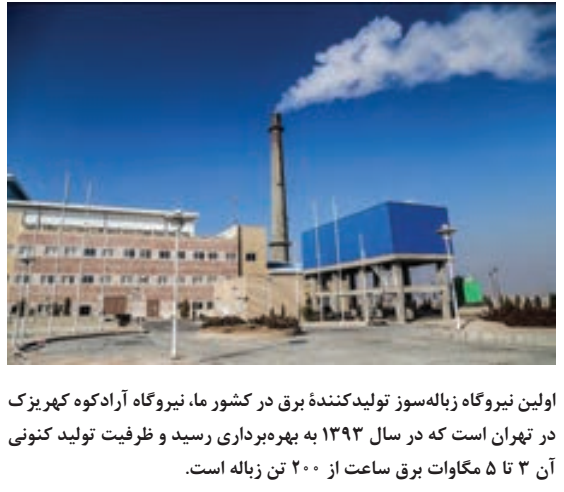 اولین نیروگاه زباله‌سوز تولیدکنندهٔ برق در کشور ما، نیروگاه آرادکوه کهریزک
در تهران است که در سال ۱۳۹۳ به بهره‌برداری رسید و ظرفیت تولید کنونی
آن ۳ تا ۵ مگاوات برق ساعت از ۲۰۰ تن زباله است.